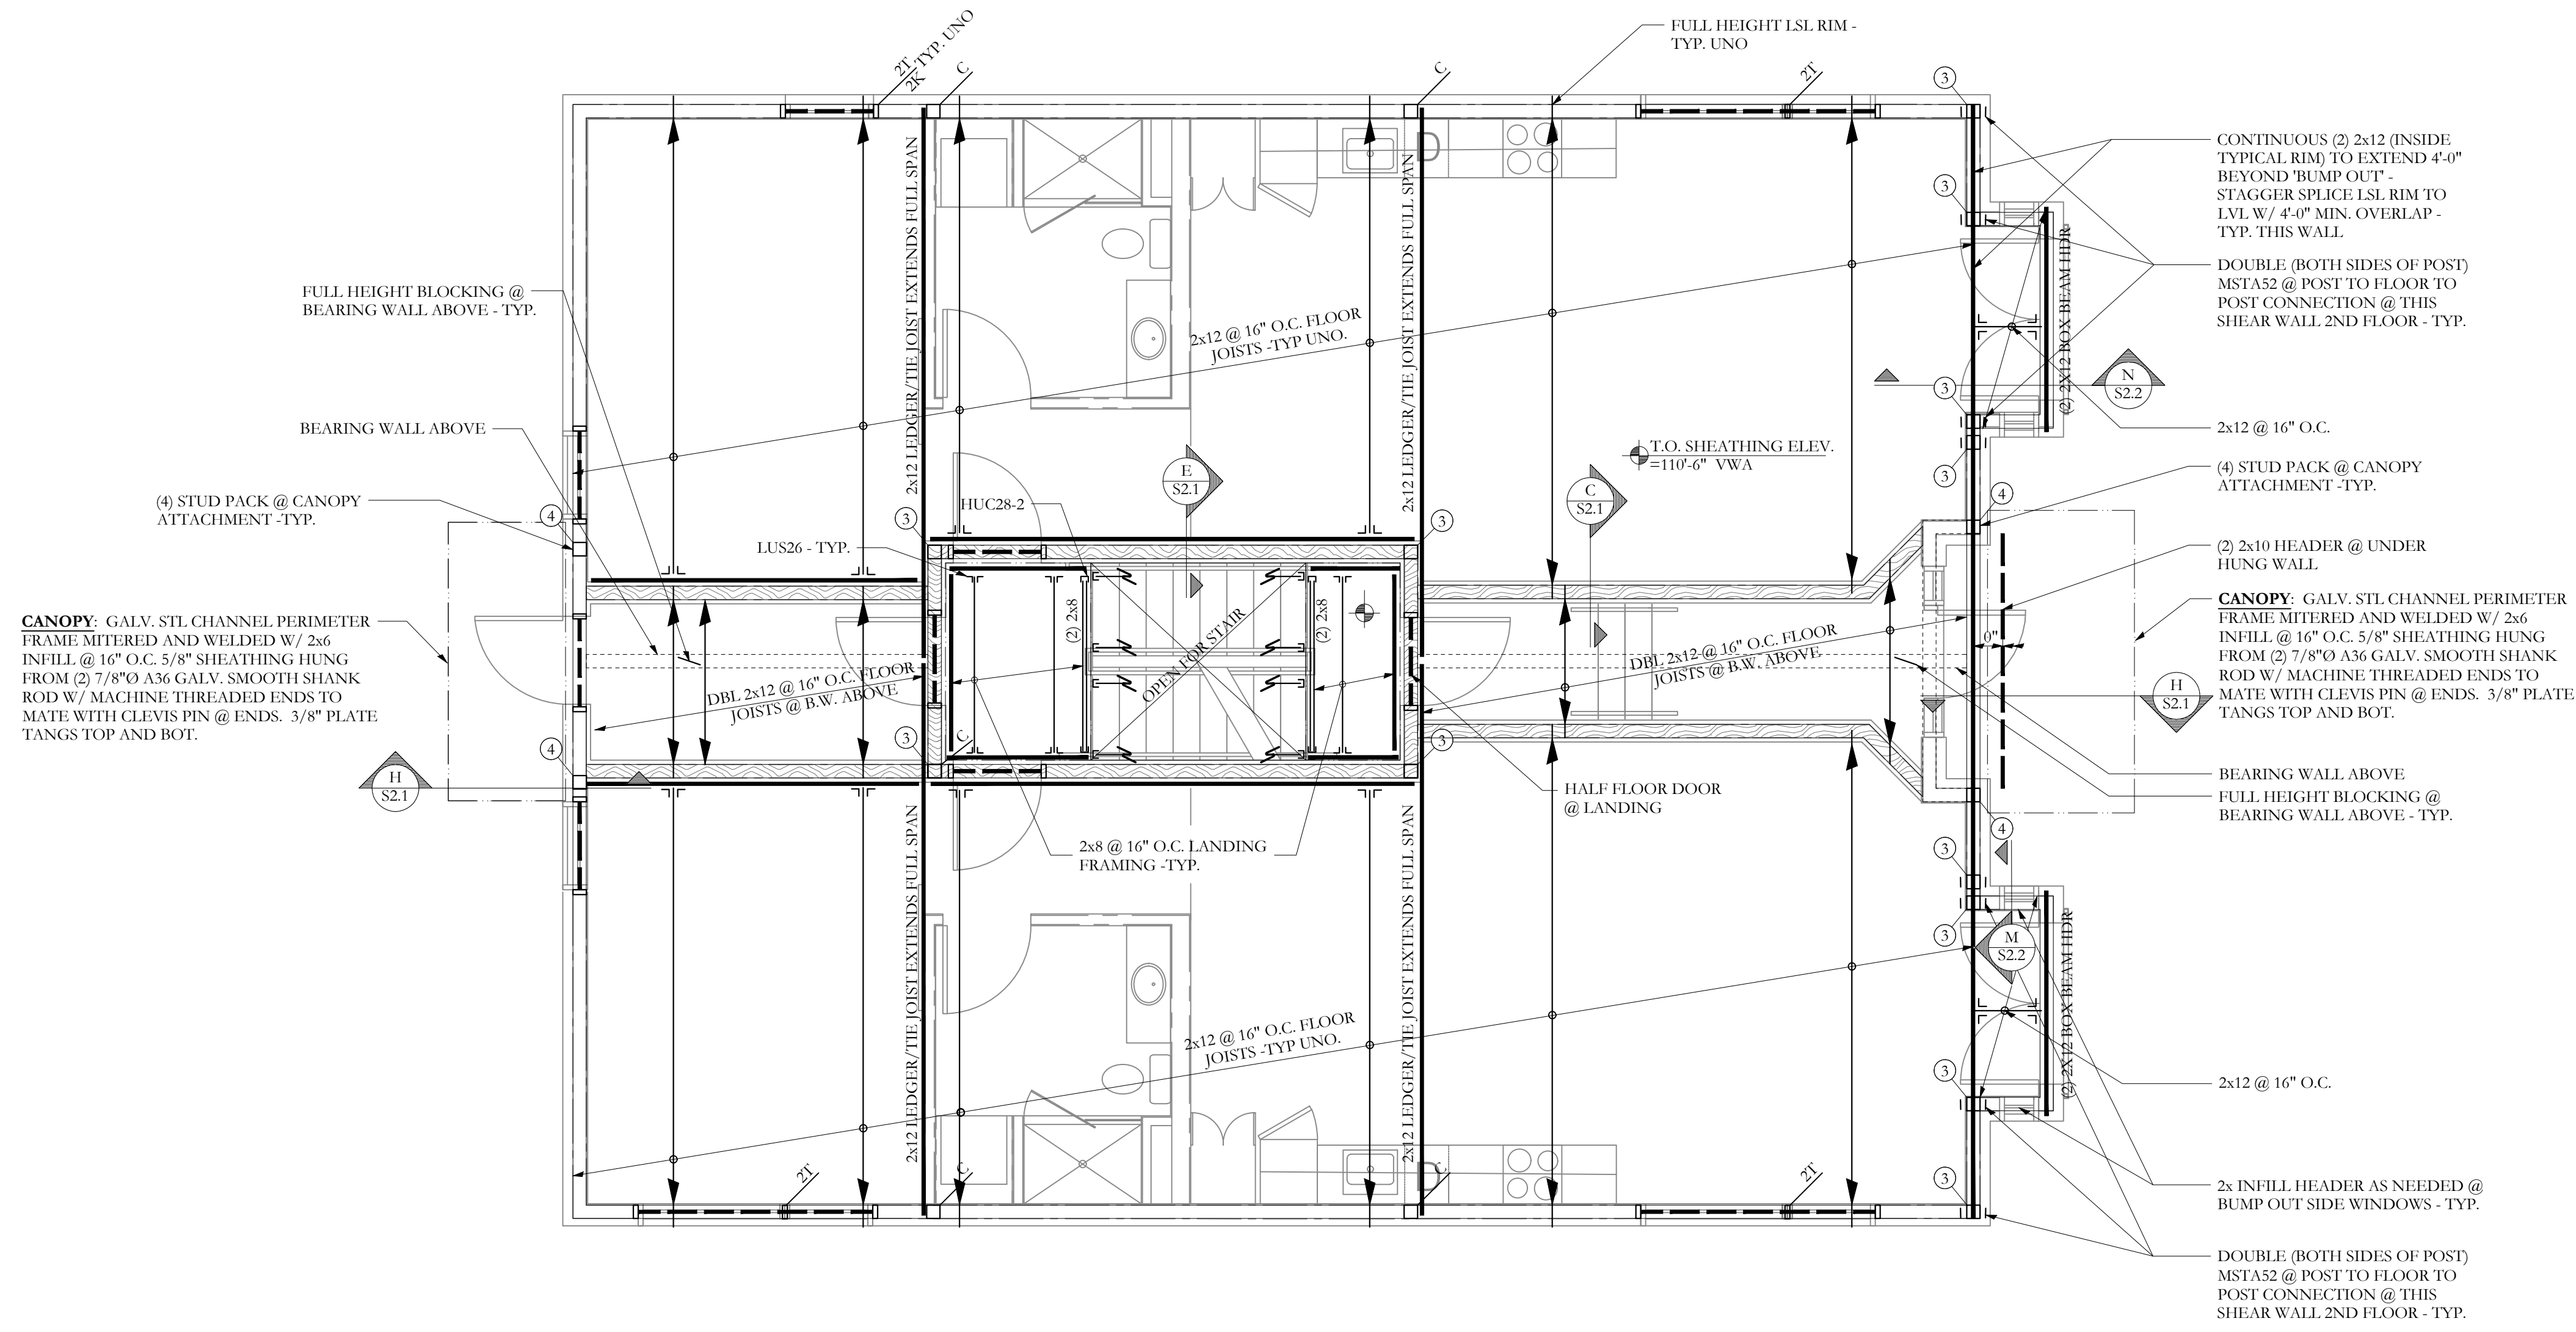 2T
2K - TYP. UNO
C
C
2T
FULL HEIGHT LSL RIM -
TYP. UNO
3
3
3
3
CONTINUOUS (2) 2x12 (INSIDE
TYPICAL RIM) TO EXTEND 4'-0"
BEYOND 'BUMP OUT' -
STAGGER SPLICE LSL RIM TO
LVL W/ 4'-0" MIN. OVERLAP -
TYP. THIS WALL
DOUBLE (BOTH SIDES OF POST)
MSTA52 @ POST TO FLOOR TO
POST CONNECTION @ THIS
SHEAR WALL 2ND FLOOR - TYP.
2x12 LEDGER/TIE JOIST EXTENDS FULL SPAN
2x12 LEDGER/TIE JOIST EXTENDS FULL SPAN
(2) 2X12 BOX BEAM HDR
FULL HEIGHT BLOCKING @
BEARING WALL ABOVE - TYP.
2x12 @ 16" O.C. FLOOR
JOISTS -TYP UNO.
N
S2.2
2x12 @ 16" O.C.
BEARING WALL ABOVE
T.O. SHEATHING ELEV.
=110'-6" VWA
E
S2.1
C
S2.1
(4) STUD PACK @ CANOPY
ATTACHMENT -TYP.
(4) STUD PACK @ CANOPY
ATTACHMENT -TYP.
HUC28-2
4
3
3
4
LUS26 - TYP.
(2) 2x10 HEADER @ UNDER
HUNG WALL
CANOPY: GALV. STL CHANNEL PERIMETER
FRAME MITERED AND WELDED W/ 2x6
INFILL @ 16" O.C. 5/8" SHEATHING HUNG
FROM (2) 7/8"Ø A36 GALV. SMOOTH SHANK
ROD W/ MACHINE THREADED ENDS TO
MATE WITH CLEVIS PIN @ ENDS. 3/8" PLATE
TANGS TOP AND BOT.
(2) 2x8
OPEN FOR STAIR
(2) 2x8
DBL 2x12 @ 16" O.C. FLOOR
JOISTS @ B.W. ABOVE
DBL 2x12 @ 16" O.C. FLOOR
JOISTS @ B.W. ABOVE
0"
CANOPY: GALV. STL CHANNEL PERIMETER
FRAME MITERED AND WELDED W/ 2x6
INFILL @ 16" O.C. 5/8" SHEATHING HUNG
FROM (2) 7/8"Ø A36 GALV. SMOOTH SHANK
ROD W/ MACHINE THREADED ENDS TO
MATE WITH CLEVIS PIN @ ENDS. 3/8" PLATE
TANGS TOP AND BOT.
H
S2.1
4
3
C
3
H
S2.1
HALF FLOOR DOOR
@ LANDING
BEARING WALL ABOVE
FULL HEIGHT BLOCKING @
BEARING WALL ABOVE - TYP.
4
2x8 @ 16" O.C. LANDING
FRAMING -TYP.
3
3
2x12 LEDGER/TIE JOIST EXTENDS FULL SPAN
2x12 LEDGER/TIE JOIST EXTENDS FULL SPAN
M
S2.2
(2) 2X12 BOX BEAM HDR
2x12 @ 16" O.C. FLOOR
JOISTS -TYP UNO.
3
2x12 @ 16" O.C.
2T
C
C
2T
3
2x INFILL HEADER AS NEEDED @
BUMP OUT SIDE WINDOWS - TYP.
DOUBLE (BOTH SIDES OF POST)
MSTA52 @ POST TO FLOOR TO
POST CONNECTION @ THIS
SHEAR WALL 2ND FLOOR - TYP.